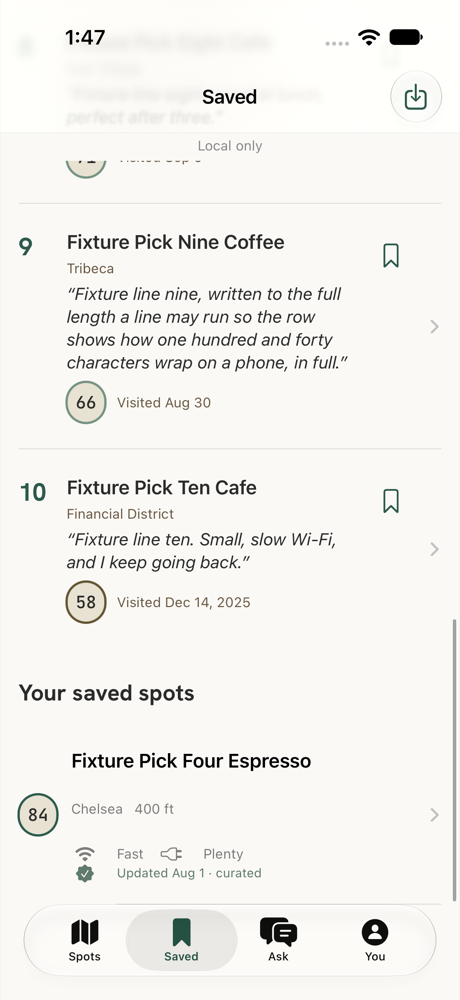 1:47
Saved
perfect after three.”
Local only
9
Fixture Pick Nine Coffee
Tribeca
“Fixture line nine, written to the full
length a line may run so the row
shows how one hundred and forty
characters wrap on a phone, in full.”
66
Visited Aug 30
10
Fixture Pick Ten Cafe
Financial District
“Fixture line ten. Small, slow Wi-Fi,
and I keep going back.”
58
Visited Dec 14, 2025
Your saved spots
Fixture Pick Four Espresso
84
Chelsea 400 ft
Fast Plenty
Updated Aug 1 · curated
Spots
Saved
Ask
You